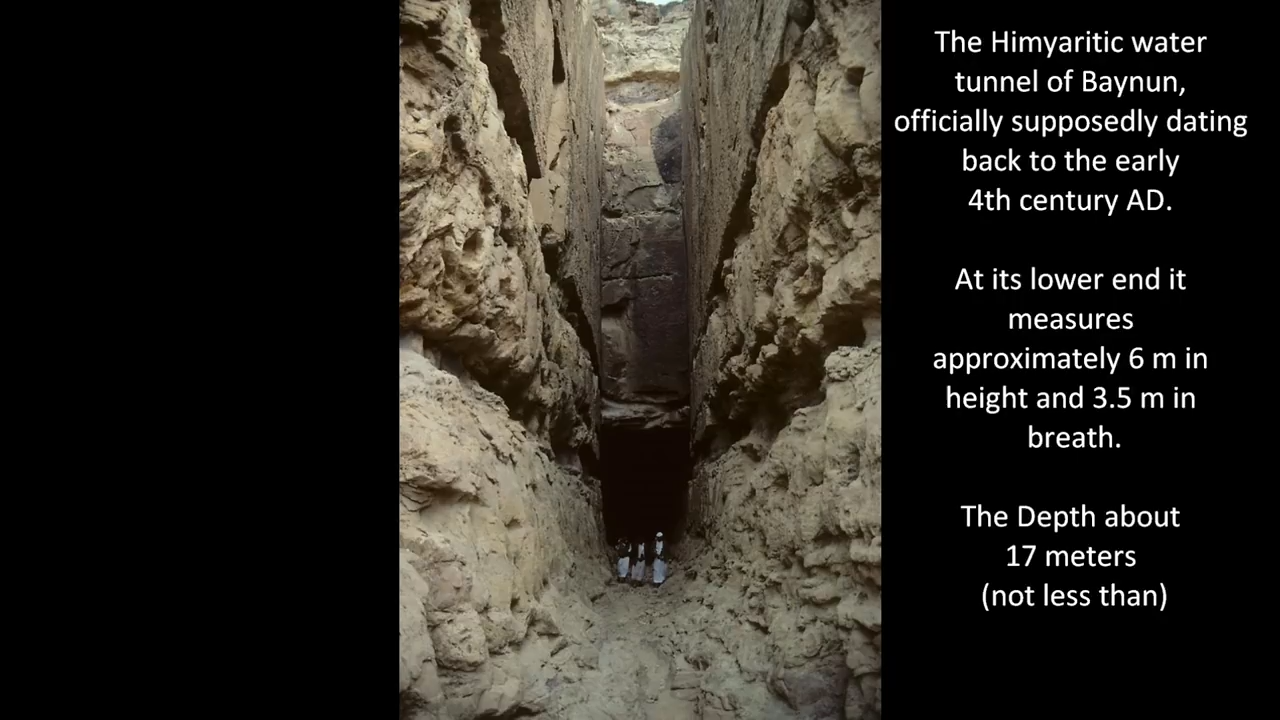 The Himyaritic water
tunnel of Baynun,
officially supposedly dating
back to the early
4th century AD.
At its lower end it
measures
approximately 6 m in
height and 3.5 m in
breath.
The Depth about
17 meters
(not less than)